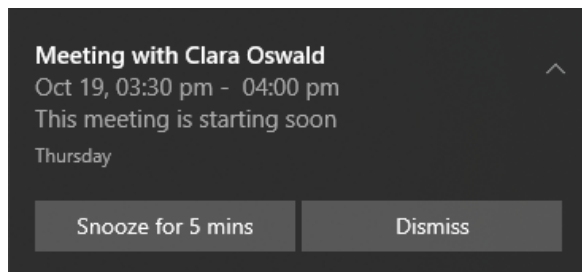 Meeting with Clara Oswald
Oct 19, 03:30 pm - 04:00 pm
This meeting is starting soon
Thursday
Snooze for 5 mins
Dismiss